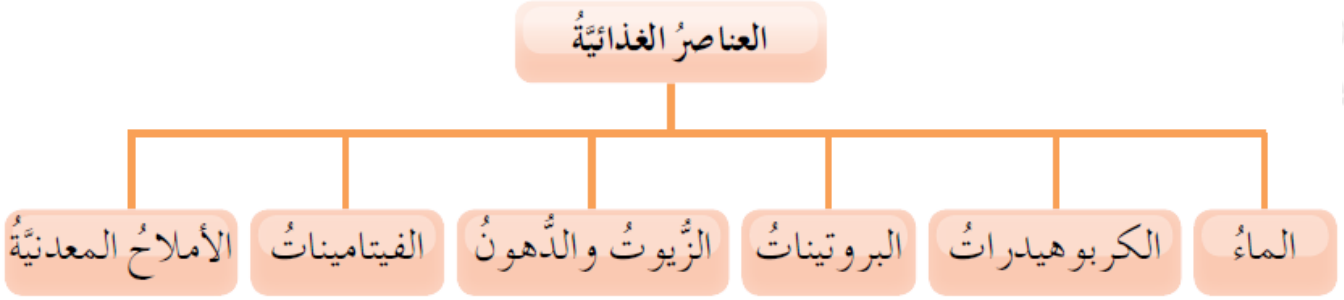 العناصرُ الغذائيَّةُ
الماءُ
الكربوهيدراتُ
البروتيناتُ
الزُّيوتُ والدُّهونُ
الفيتاميناتُ
الأملاحُ المعدنيَّةُ